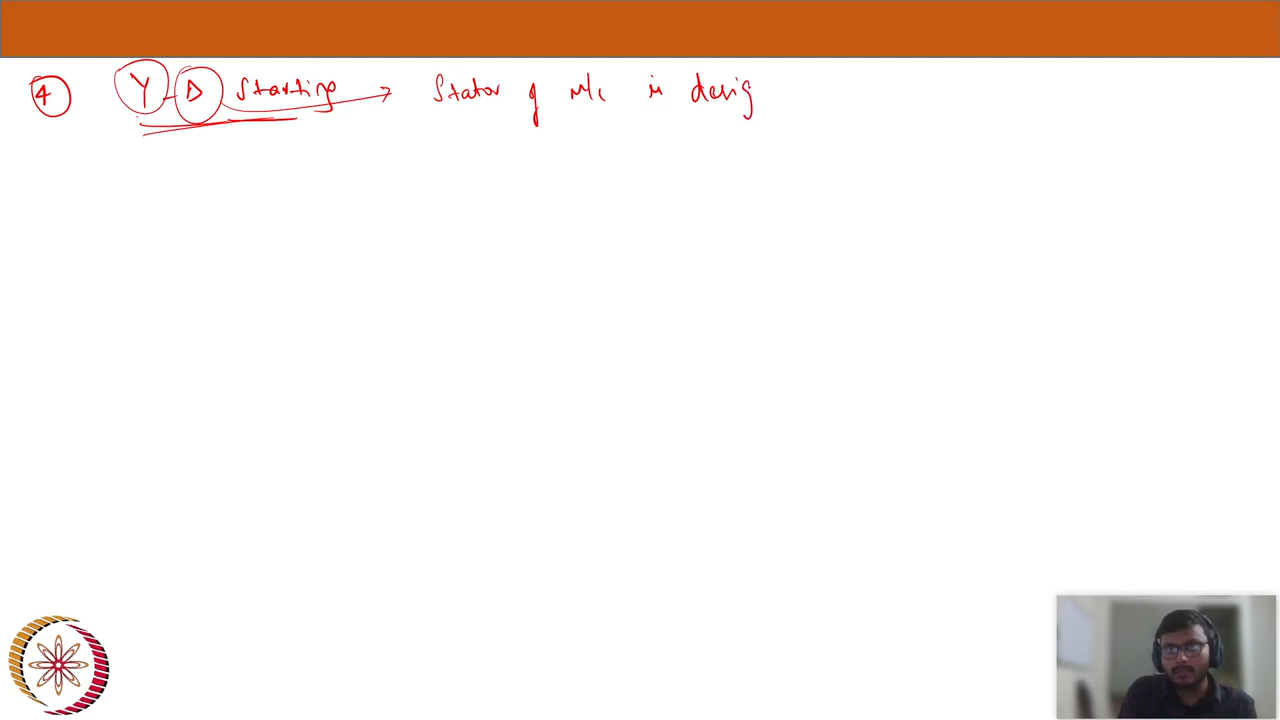 ④ Y-Δ Starting → Stator of M/c is desig